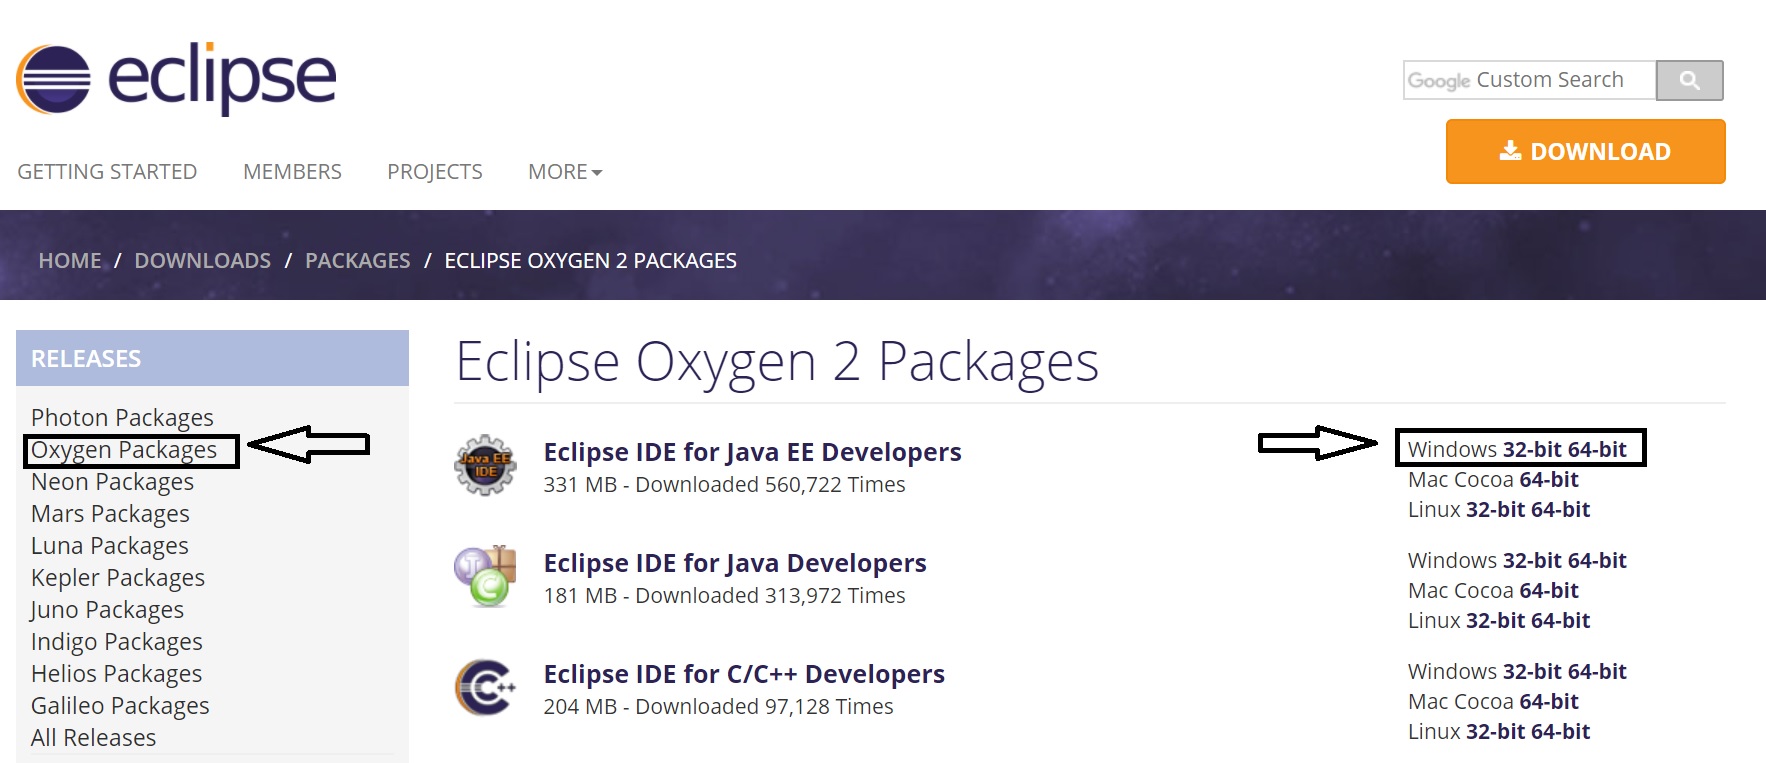 eclipse
Google Custom Search
DOWNLOAD
GETTING STARTED MEMBERS PROJECTS MORE
HOME / DOWNLOADS / PACKAGES / ECLIPSE OXYGEN 2 PACKAGES
RELEASES
Photon Packages
Oxygen Packages
Neon Packages
Mars Packages
Luna Packages
Kepler Packages
Juno Packages
Indigo Packages
Helios Packages
Galileo Packages
All Releases
Eclipse Oxygen 2 Packages
Java EE
IDE
Eclipse IDE for Java EE Developers
331 MB - Downloaded 560,722 Times
Windows 32-bit 64-bit
Mac Cocoa 64-bit
Linux 32-bit 64-bit
J
C
Eclipse IDE for Java Developers
181 MB - Downloaded 313,972 Times
Windows 32-bit 64-bit
Mac Cocoa 64-bit
Linux 32-bit 64-bit
C++
Eclipse IDE for C/C++ Developers
204 MB - Downloaded 97,128 Times
Windows 32-bit 64-bit
Mac Cocoa 64-bit
Linux 32-bit 64-bit